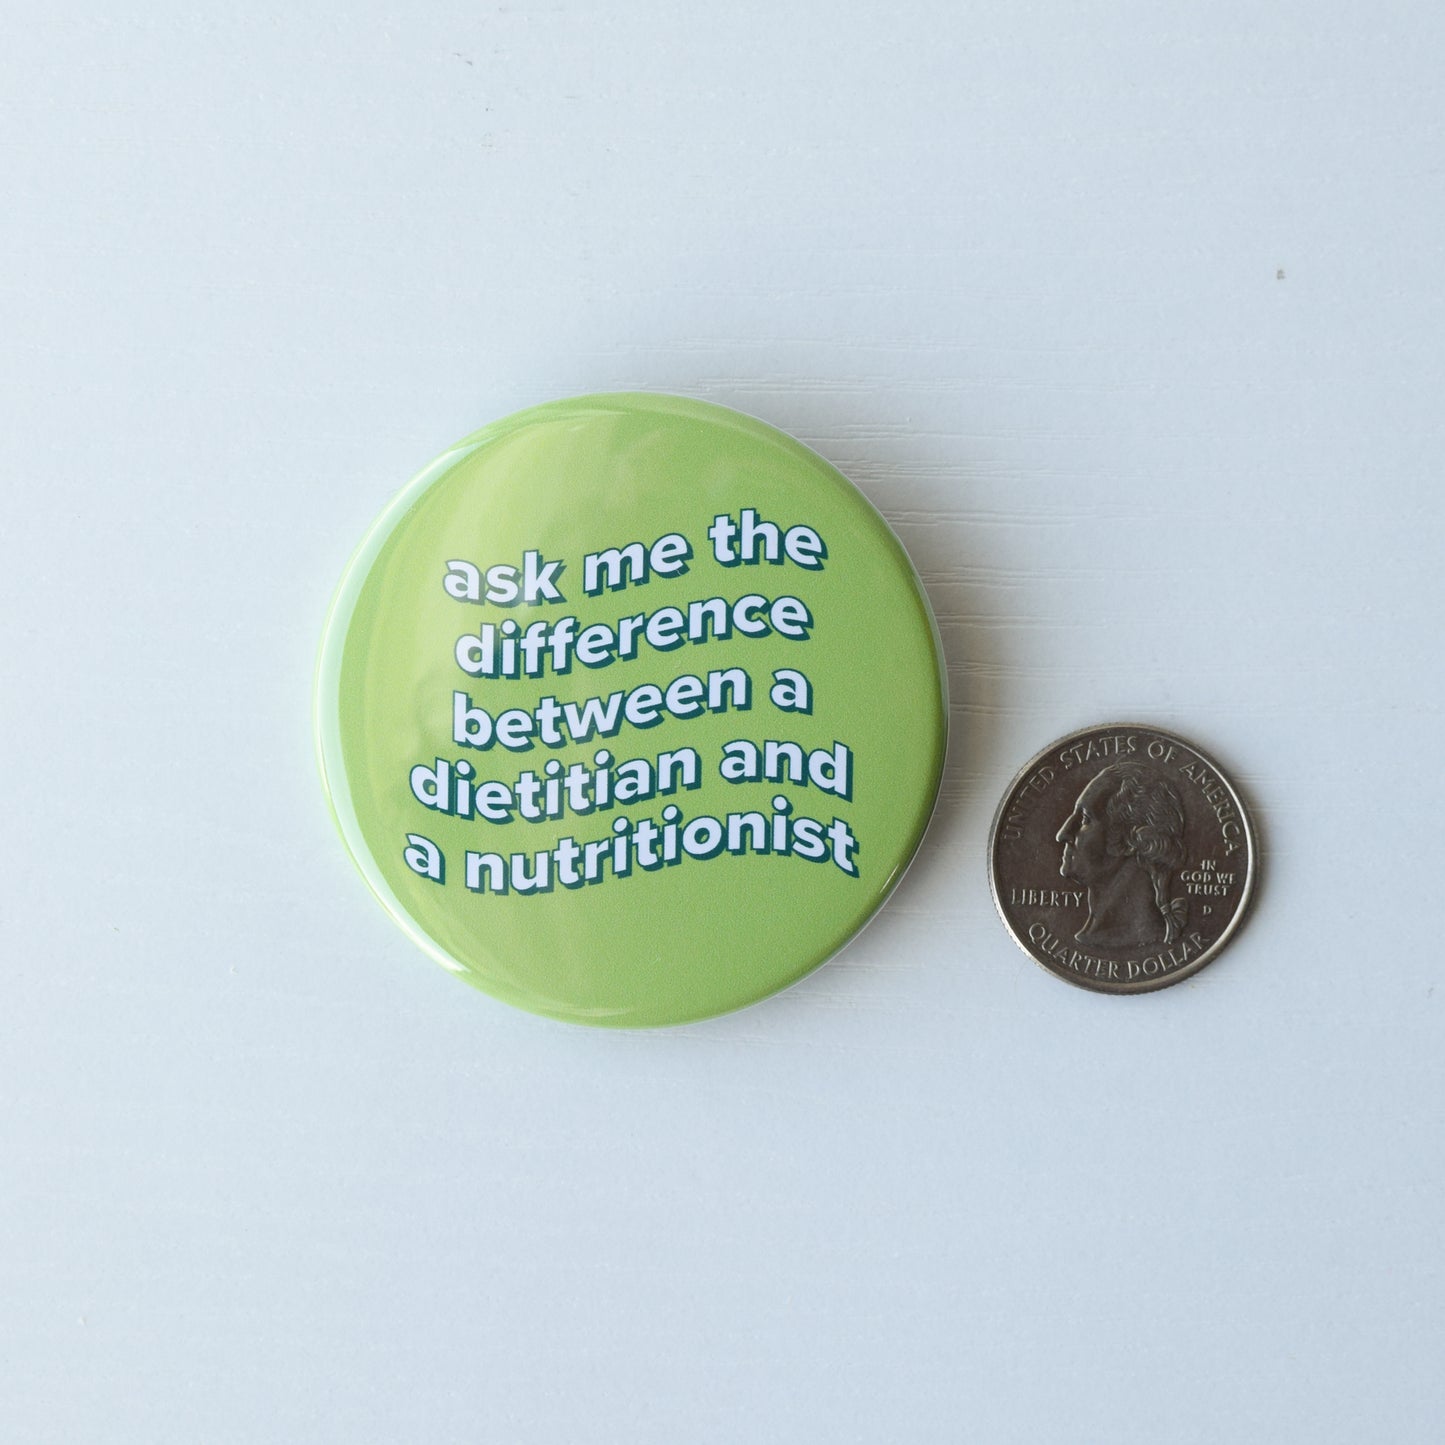 ask me the
difference
between a
dietitian and
a nutritionist
UNITED STATES OF AMERICA
LIBERTY
IN
GOD WE
TRUST
D
QUARTER DOLLAR